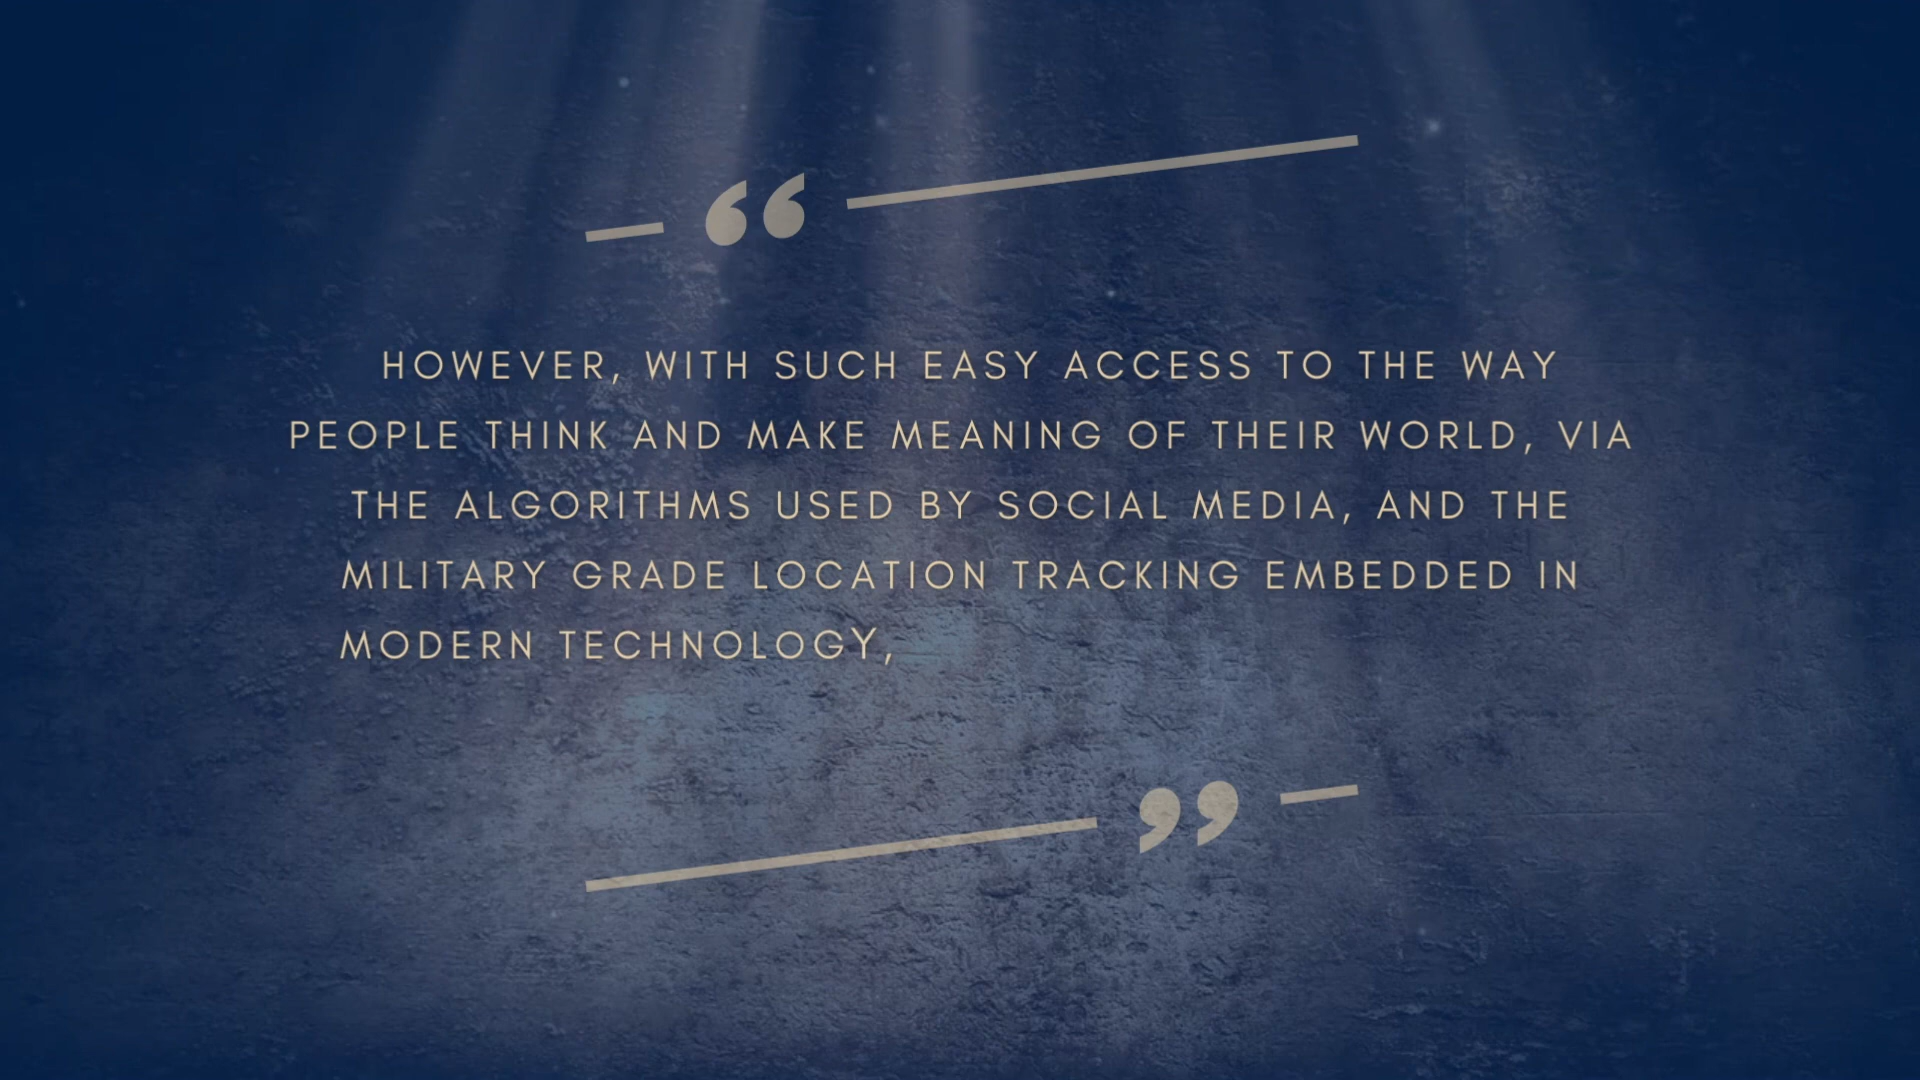 “
HOWEVER, WITH SUCH EASY ACCESS TO THE WAY
PEOPLE THINK AND MAKE MEANING OF THEIR WORLD, VIA
THE ALGORITHMS USED BY SOCIAL MEDIA, AND THE
MILITARY GRADE LOCATION TRACKING EMBEDDED IN
MODERN TECHNOLOGY,
”